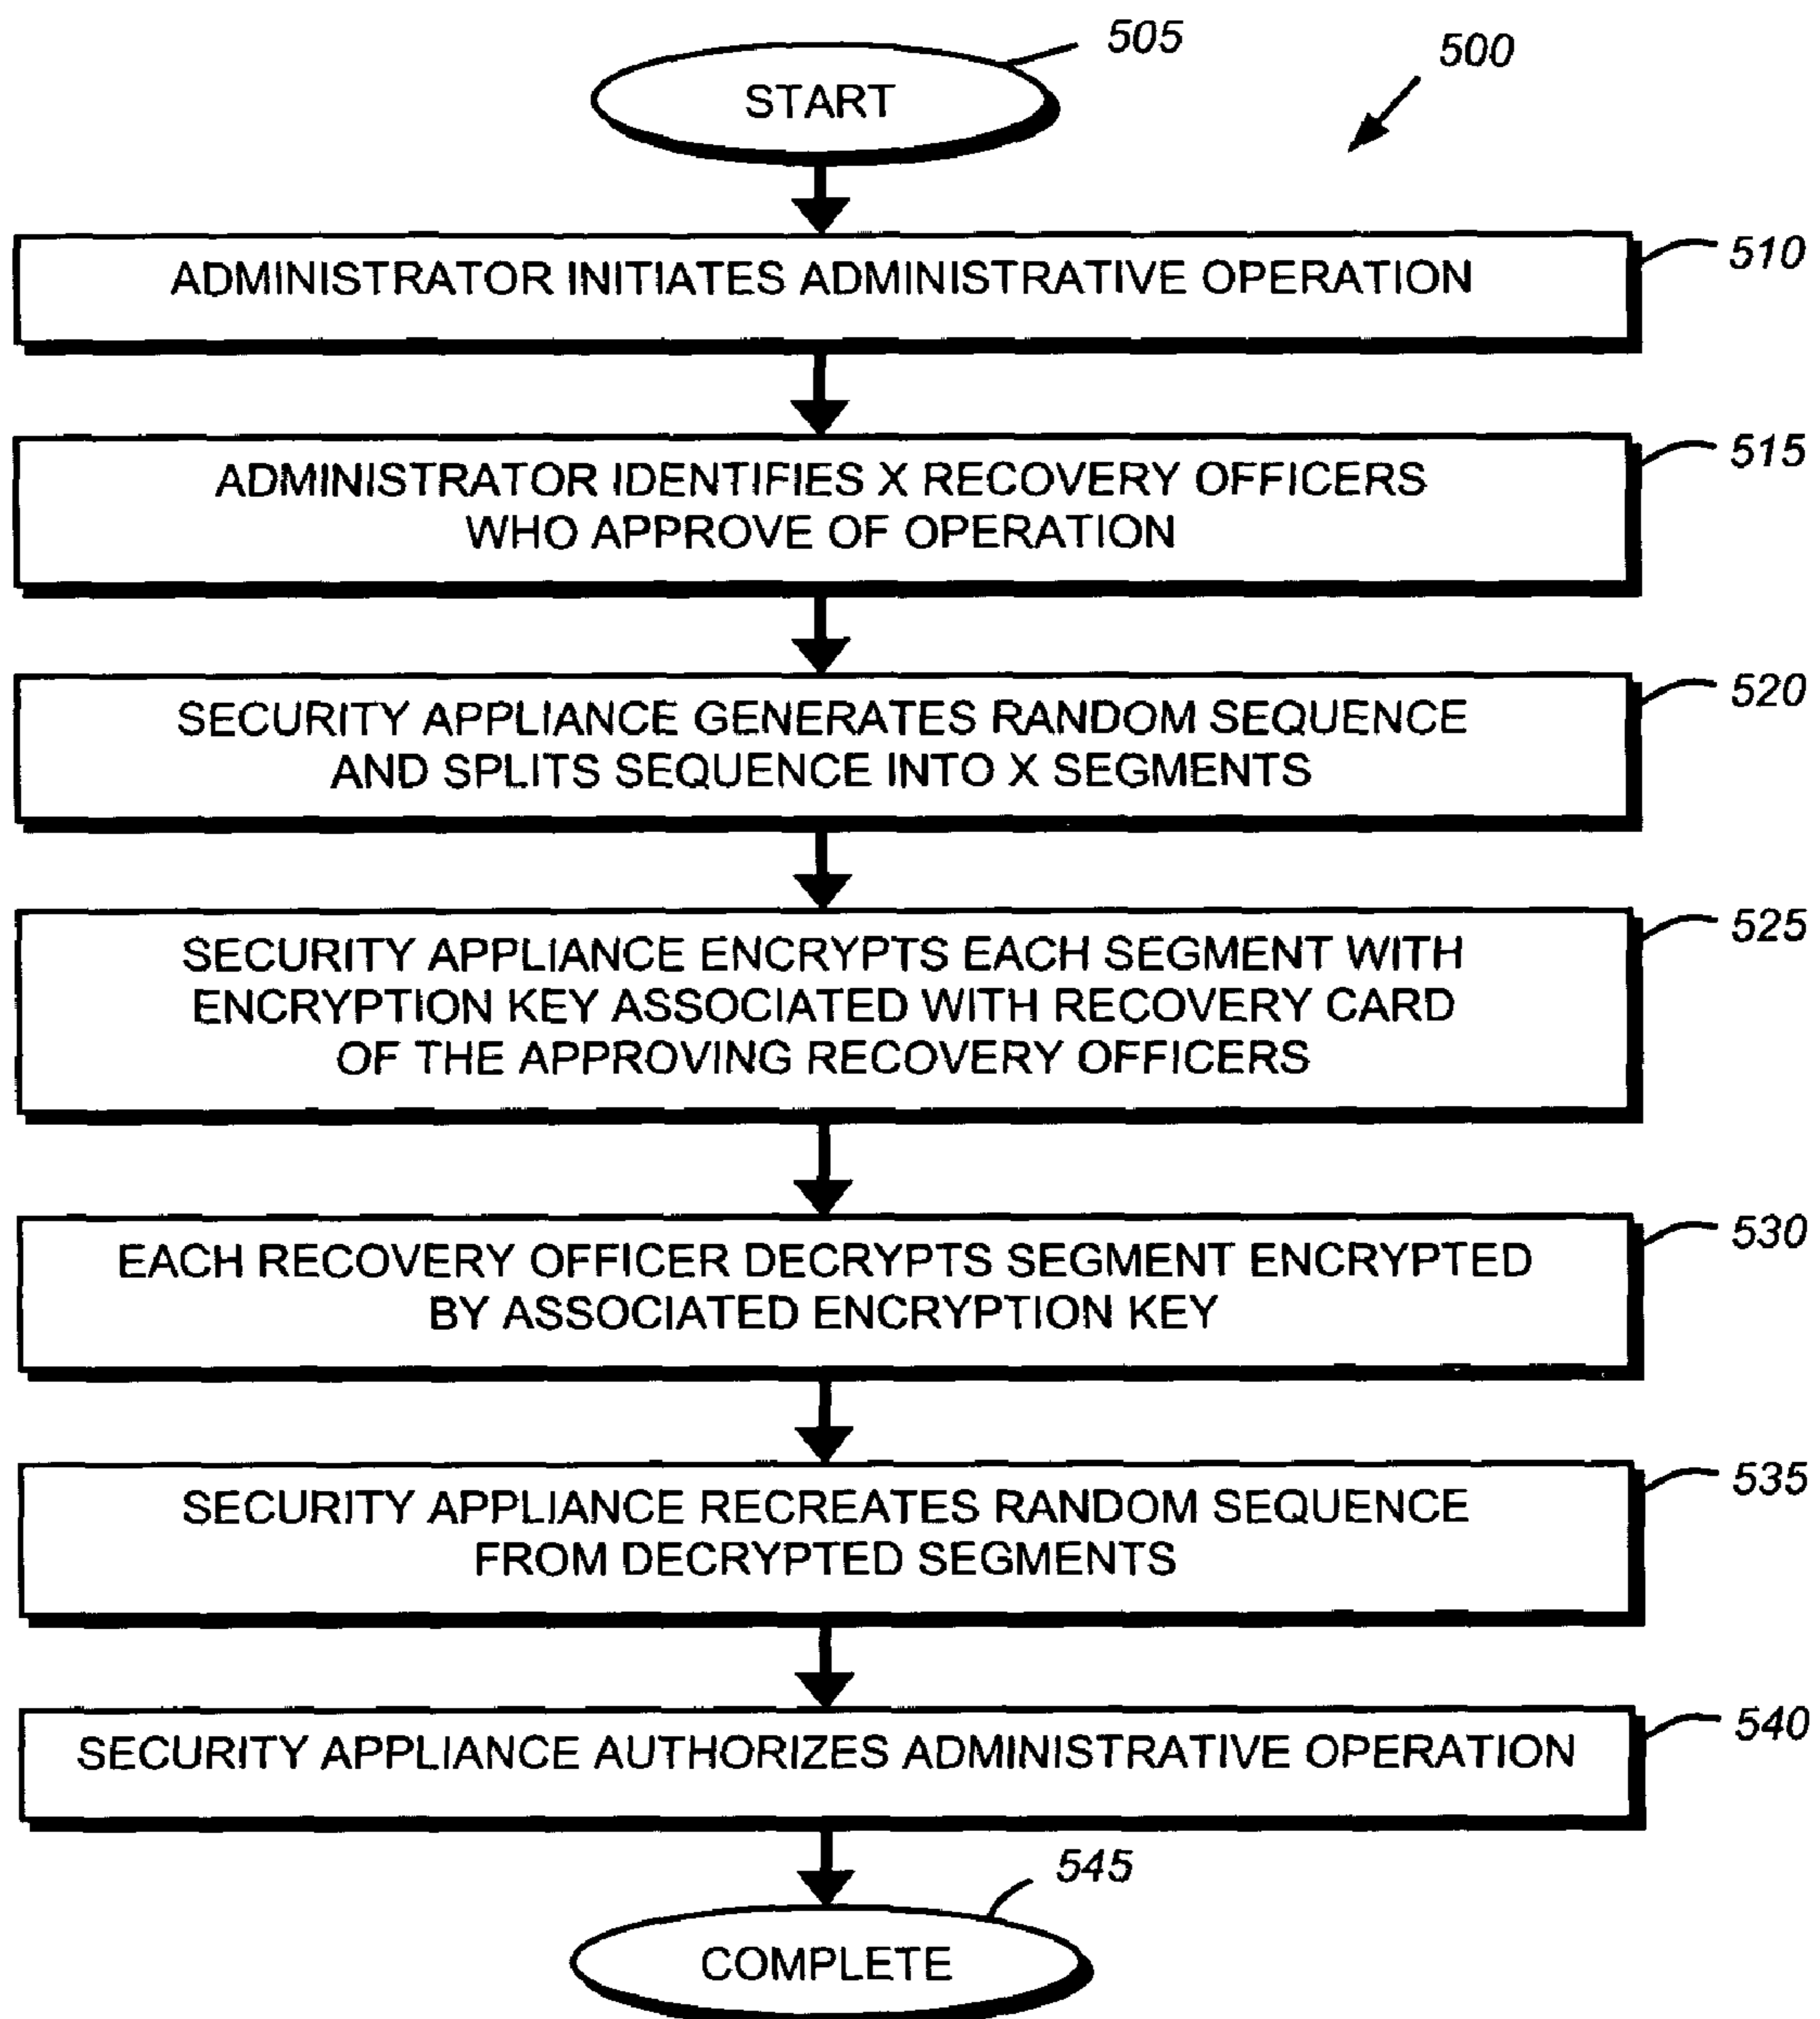 505
500
START
ADMINISTRATOR INITIATES ADMINISTRATIVE OPERATION
510
ADMINISTRATOR IDENTIFIES X RECOVERY OFFICERS
WHO APPROVE OF OPERATION
515
SECURITY APPLIANCE GENERATES RANDOM SEQUENCE
AND SPLITS SEQUENCE INTO X SEGMENTS
520
SECURITY APPLIANCE ENCRYPTS EACH SEGMENT WITH
ENCRYPTION KEY ASSOCIATED WITH RECOVERY CARD
OF THE APPROVING RECOVERY OFFICERS
525
EACH RECOVERY OFFICER DECRYPTS SEGMENT ENCRYPTED
BY ASSOCIATED ENCRYPTION KEY
530
SECURITY APPLIANCE RECREATES RANDOM SEQUENCE
FROM DECRYPTED SEGMENTS
535
SECURITY APPLIANCE AUTHORIZES ADMINISTRATIVE OPERATION
540
545
COMPLETE